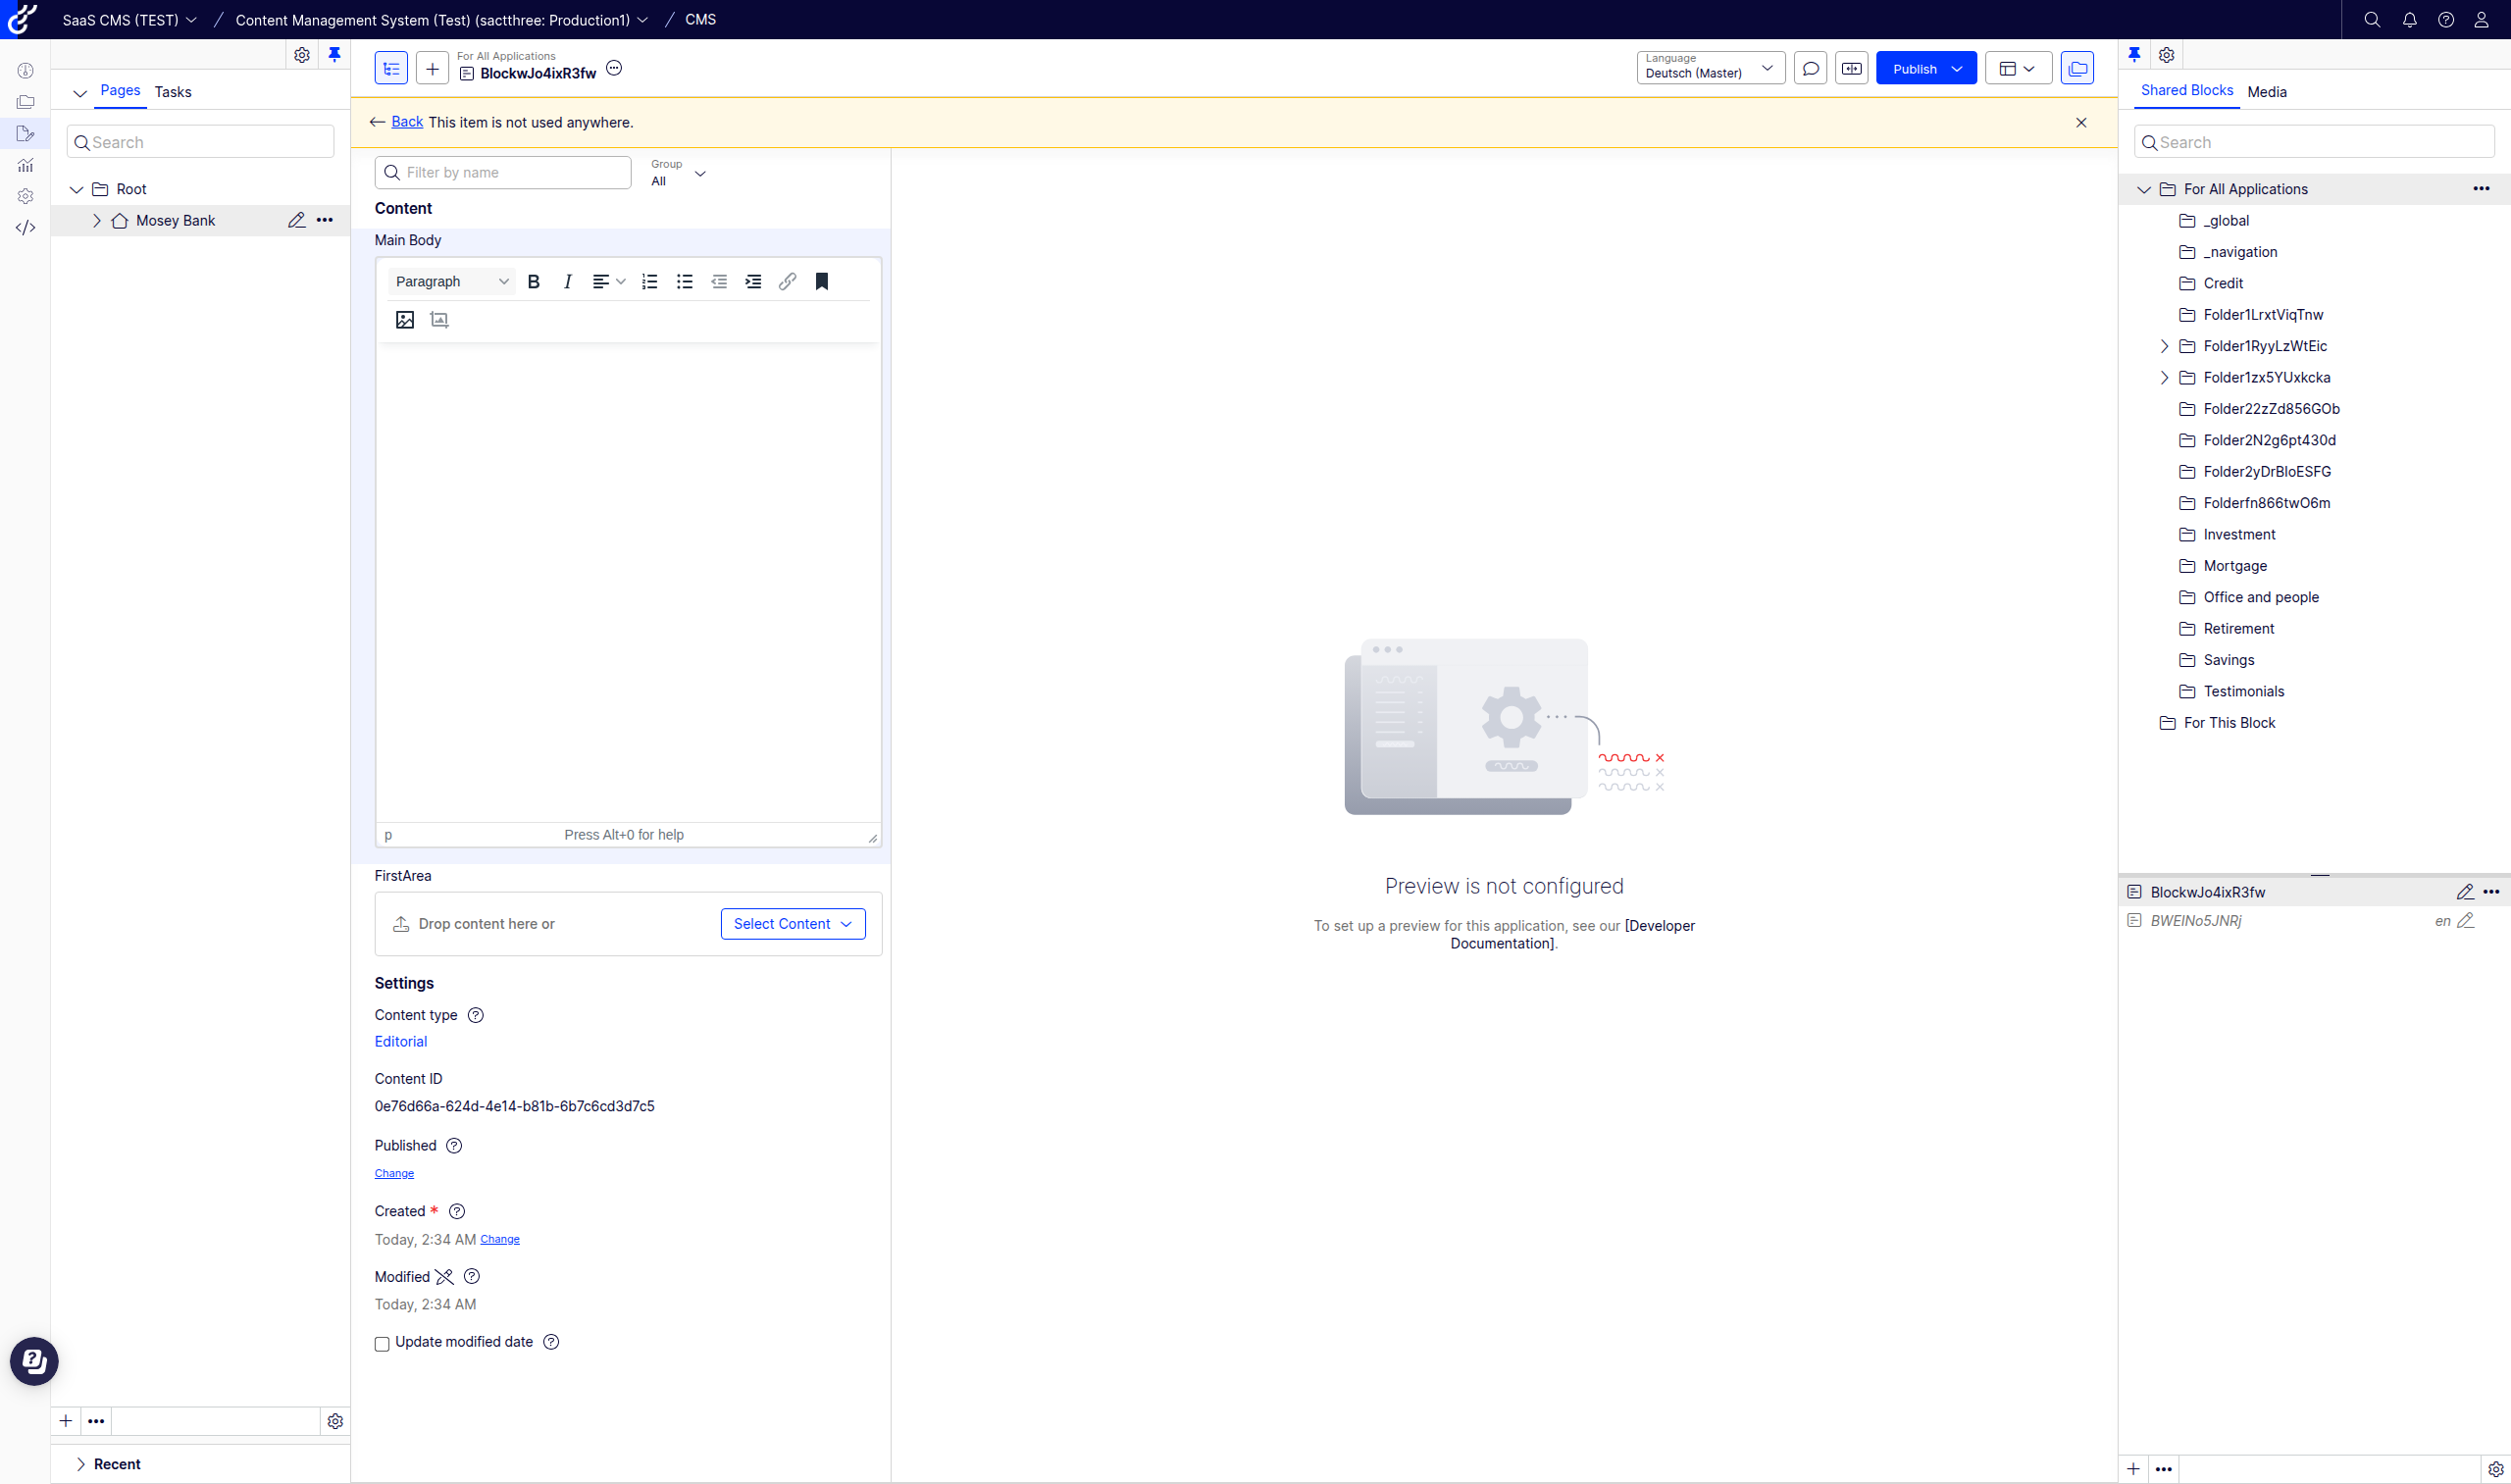 SaaS CMS (TEST) / Content Management System (Test) (sactthree: Production1) / CMS
Pages Tasks
Search
Root
Mosey Bank
Recent
For All Applications
BlockwJo4ixR3fw
Language
Deutsch (Master)
Publish
Back This item is not used anywhere.
Filter by name
Group
All
Content
Main Body
Paragraph
p Press Alt+0 for help
FirstArea
Drop content here or Select Content
Settings
Content type
Editorial
Content ID
0e76d66a-624d-4e14-b81b-6b7c6cd3d7c5
Published
Change
Created *
Today, 2:34 AM Change
Modified
Today, 2:34 AM
Update modified date
Preview is not configured
To set up a preview for this application, see our [Developer
Documentation].
Shared Blocks Media
Search
For All Applications
_global
_navigation
Credit
Folder1LrxtViqTnw
Folder1RyyLzWtEic
Folder1zx5YUxkcka
Folder22zZd856GOb
Folder2N2g6pt430d
Folder2yDrBloESFG
Folderfn866twO6m
Investment
Mortgage
Office and people
Retirement
Savings
Testimonials
For This Block
BlockwJo4ixR3fw
BWEINo5JNRj en